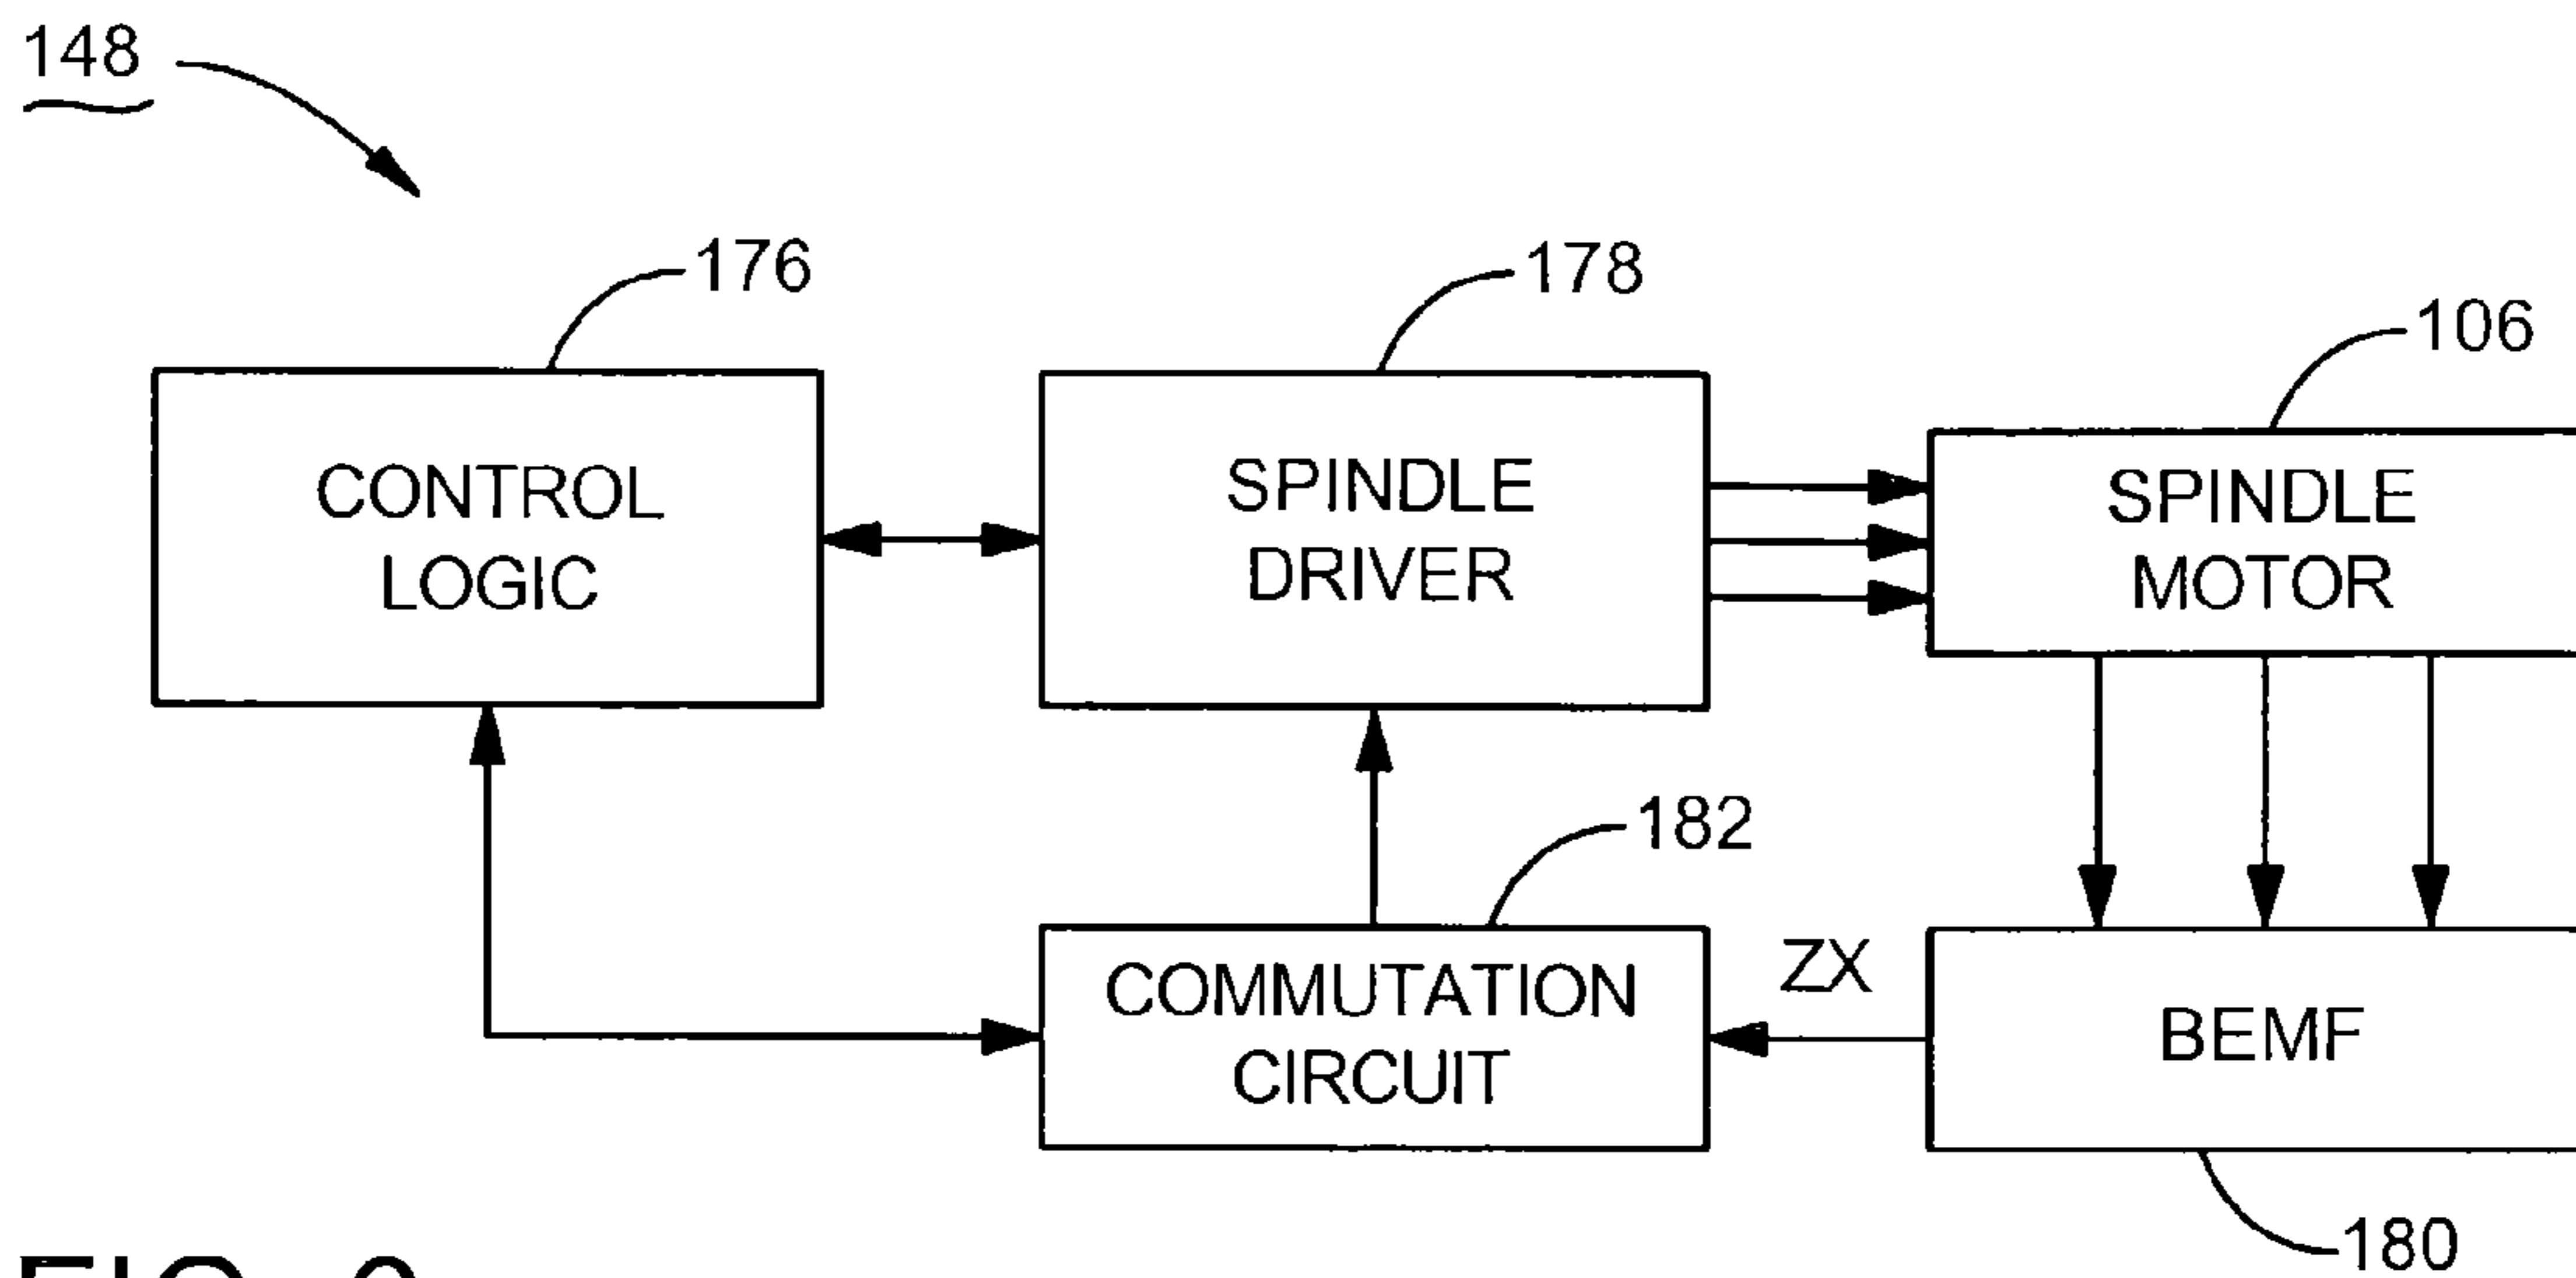 148
176
178
106
CONTROL
LOGIC
SPINDLE
DRIVER
SPINDLE
MOTOR
182
COMMUTATION
CIRCUIT
ZX
BEMF
180